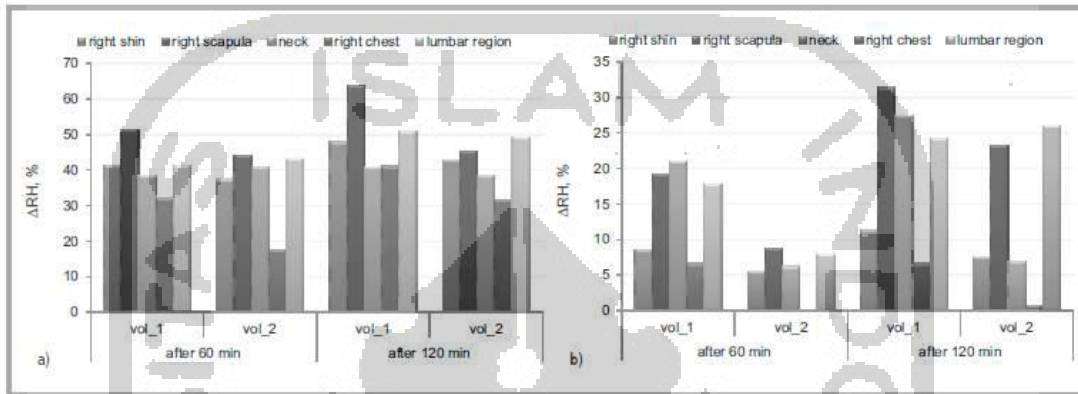 right shin right scapula neck right chest lumbar region
70
60
50
40
30
20
10
0
ΔRH, %
vol_1 vol_2 vol_1 vol_2
after 60 min after 120 min
a)
right shin right scapula neck right chest lumbar region
35
30
25
20
15
10
5
0
ΔRH, %
vol_1 vol_2 vol_1 vol_2
after 60 min after 120 min
b)
ISLAM